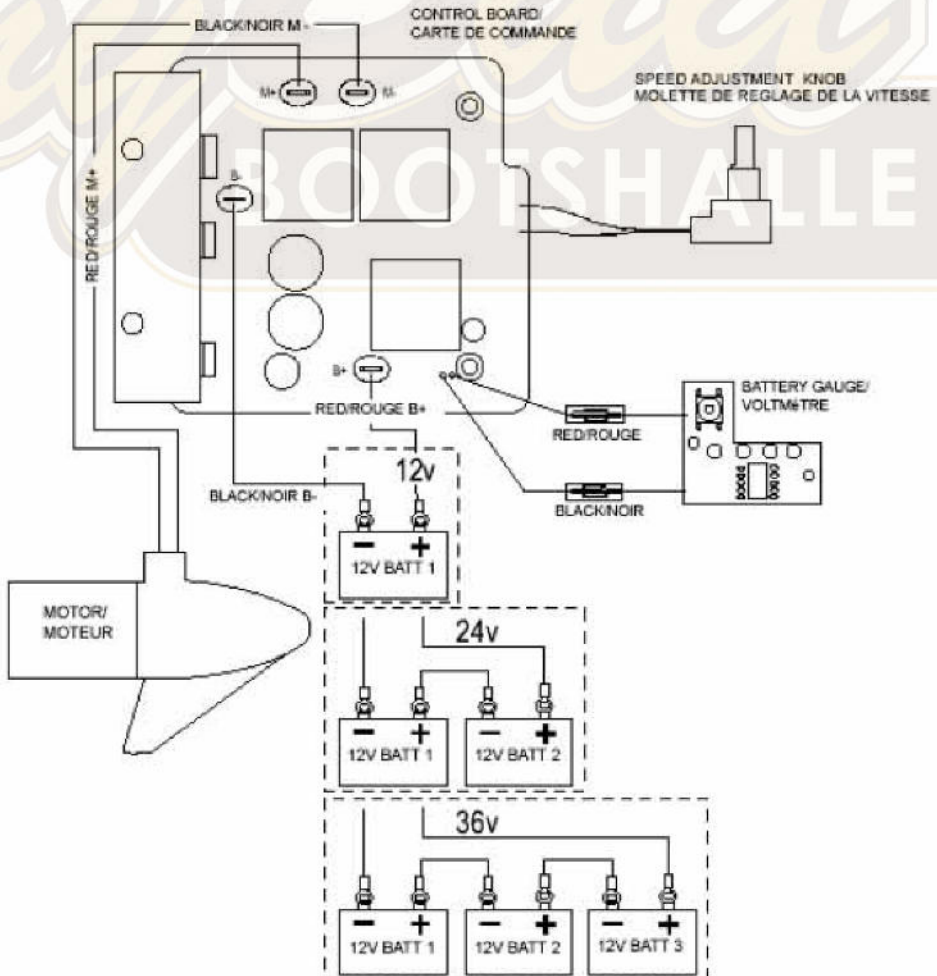 CONTROL BOARD/
CARTE DE COMMANDE
BLACK/NOIR M -
SPEED ADJUSTMENT KNOB
MOLETTE DE REGLAGE DE LA VITESSE
M+
M-
RED/ROUGE M+
B-
BOOTSHALLE
B+
RED/ROUGE B+
BATTERY GAUGE/
VOLTMèTRE
RED/ROUGE
BLACK/NOIR
BLACK/NOIR B-
12v
- +
12V BATT 1
MOTOR/
MOTEUR
24v
- + - +
12V BATT 1 12V BATT 2
36v
- + - + - +
12V BATT 1 12V BATT 2 12V BATT 3